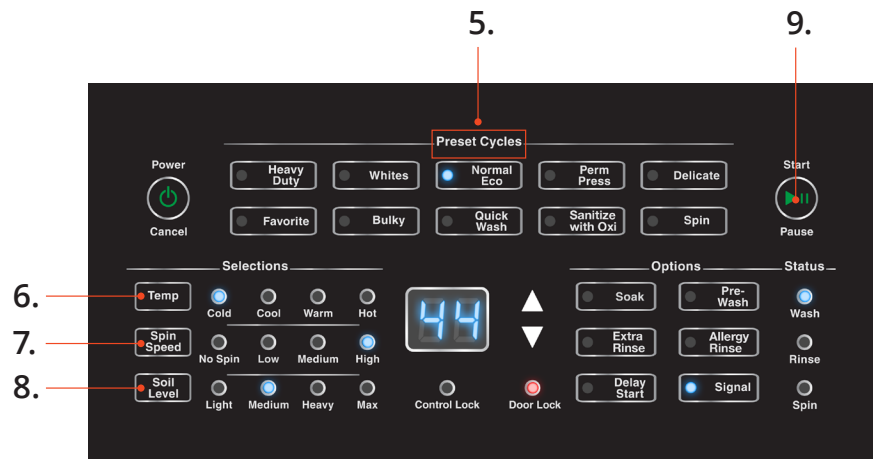 5.
9.
Preset Cycles
Power
Start
Heavy
Duty
Whites
Normal
Eco
Perm
Press
Delicate
Favorite
Bulky
Quick
Wash
Sanitize
with Oxi
Spin
Cancel
Pause
Selections
Options
Status
6.
Temp
Cold
Cool
Warm
Hot
44
Soak
Pre-
Wash
Wash
7.
Spin
Speed
No Spin
Low
Medium
High
Extra
Rinse
Allergy
Rinse
Rinse
8.
Soil
Level
Light
Medium
Heavy
Max
Control Lock
Door Lock
Delay
Start
Signal
Spin